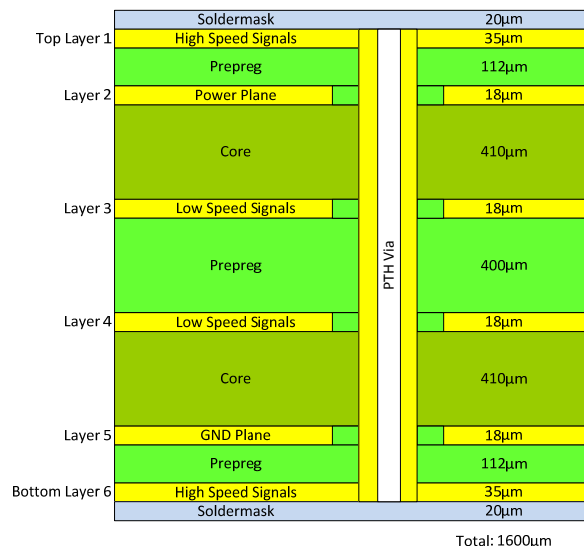 Soldermask 20µm
Top Layer 1 High Speed Signals 35µm
Prepreg 112µm
Layer 2 Power Plane 18µm
Core 410µm
Layer 3 Low Speed Signals 18µm
Prepreg 400µm
PTH Via
Layer 4 Low Speed Signals 18µm
Core 410µm
Layer 5 GND Plane 18µm
Prepreg 112µm
Bottom Layer 6 High Speed Signals 35µm
Soldermask 20µm
Total: 1600µm